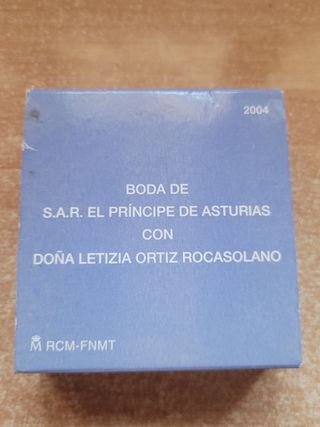 2004
BODA DE
S.A.R. EL PRÍNCIPE DE ASTURIAS
CON
DOÑA LETIZIA ORTIZ ROCASOLANO
M RCM-FNMT